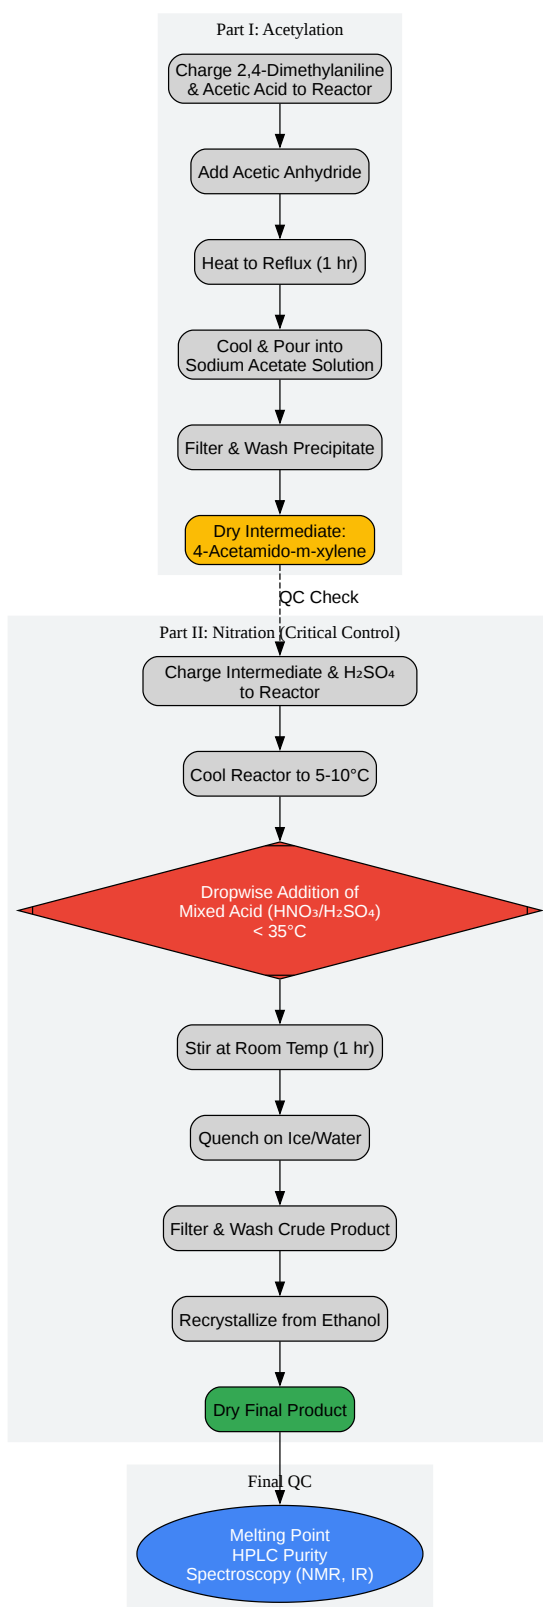 Part I: Acetylation
Charge 2,4-Dimethylaniline
& Acetic Acid to Reactor
Add Acetic Anhydride
Heat to Reflux (1 hr)
Cool & Pour into
Sodium Acetate Solution
Filter & Wash Precipitate
Dry Intermediate:
4-Acetamido-m-xylene
QC Check
Part II: Nitration (Critical Control)
Charge Intermediate & H₂SO₄
to Reactor
Cool Reactor to 5-10°C
Dropwise Addition of
Mixed Acid (HNO₃/H₂SO₄)
< 35°C
Stir at Room Temp (1 hr)
Quench on Ice/Water
Filter & Wash Crude Product
Recrystallize from Ethanol
Dry Final Product
Final QC
Melting Point
HPLC Purity
Spectroscopy (NMR, IR)